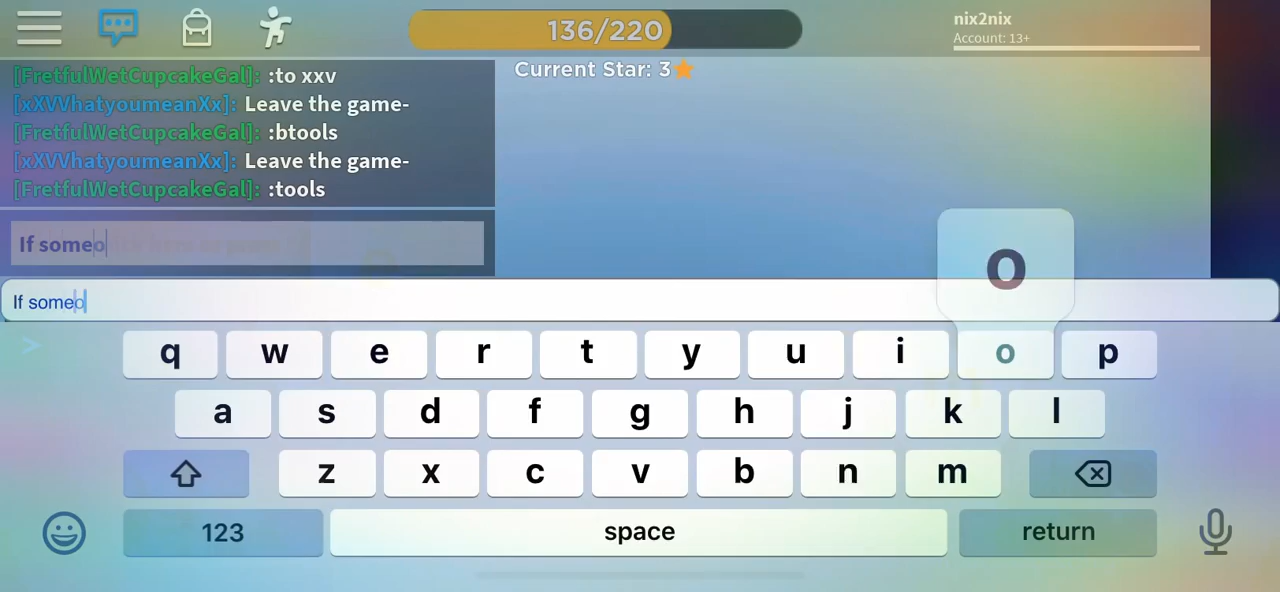 136/220
nix2nix
Account: 13+
Current Star: 3
[FretfulWetCupcakeGal]: :to xxv
[xXVVhatyoumeanXx]: Leave the game-
[FretfulWetCupcakeGal]: :btools
[xXVVhatyoumeanXx]: Leave the game-
[FretfulWetCupcakeGal]: :tools
If someo
If someo
o
q w e r t y u i o p
a s d f g h j k l
z x c v b n m
123 space return